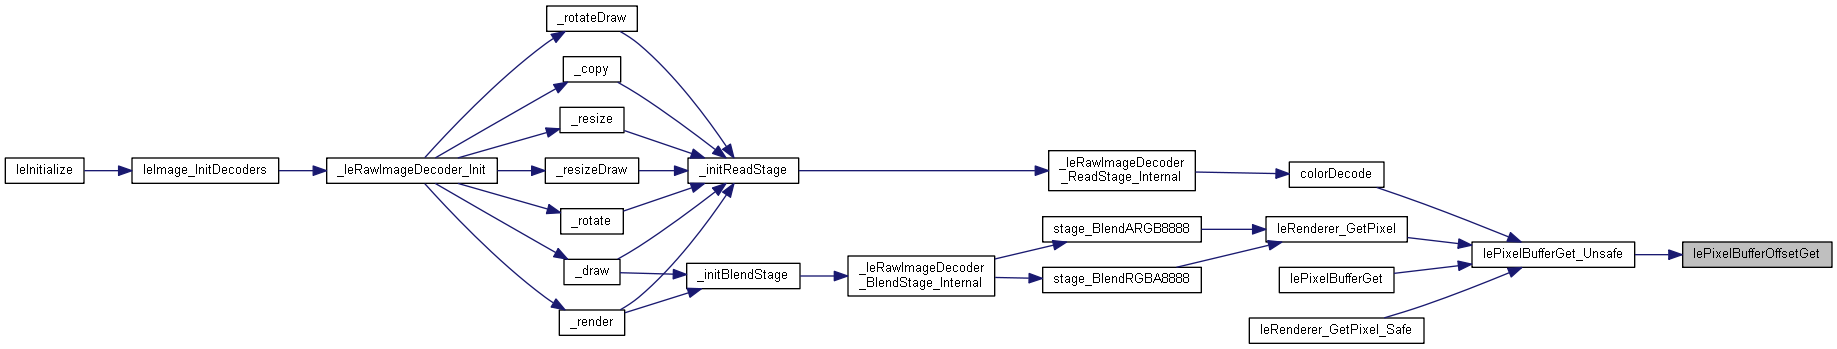 leInitialize
leImage_InitDecoders
_leRawImageDecoder_Init
_rotateDraw
_copy
_resize
_resizeDraw
_rotate
_draw
_render
_initReadStage
_initBlendStage
_leRawImageDecoder
_ReadStage_Internal
_leRawImageDecoder
_BlendStage_Internal
stage_BlendARGB8888
stage_BlendRGBA8888
colorDecode
leRenderer_GetPixel
lePixelBufferGet
leRenderer_GetPixel_Safe
lePixelBufferGet_Unsafe
lePixelBufferOffsetGet